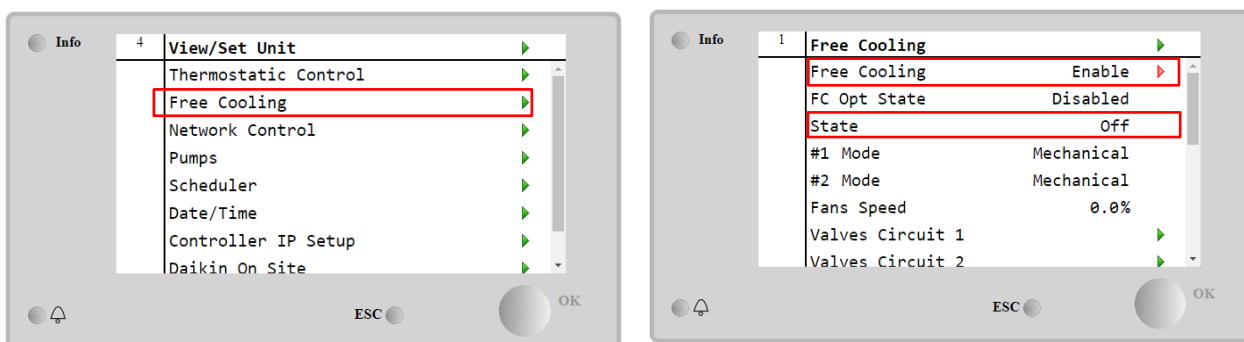 Info
4 View/Set Unit
Thermostatic Control
Free Cooling
Network Control
Pumps
Scheduler
Date/Time
Controller IP Setup
Daikin On Site
ESC
OK
Info
1 Free Cooling
Free Cooling Enable
FC Opt State Disabled
State Off
#1 Mode Mechanical
#2 Mode Mechanical
Fans Speed 0.0%
Valves Circuit 1
Valves Circuit 2
ESC
OK